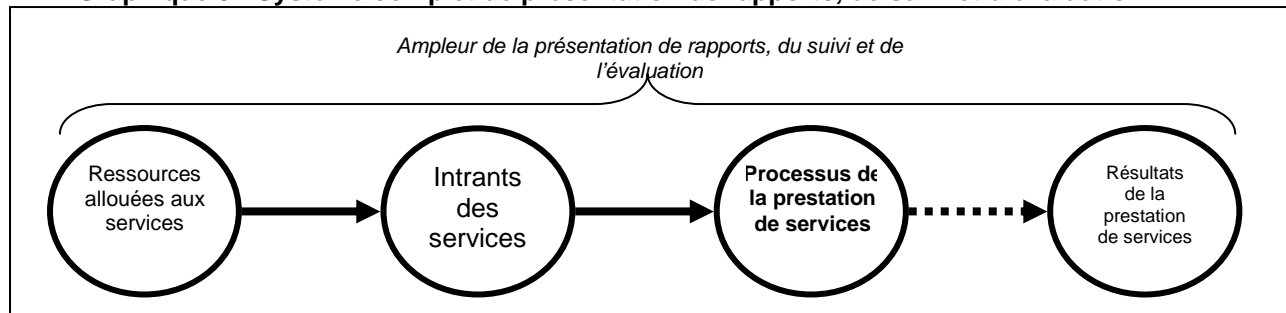 Ampleur de la présentation de rapports, du suivi et de
l'évaluation
Ressources
allouées aux
services
Intrants
des
services
Processus de
la prestation
de services
Résultats
de la
prestation
de services